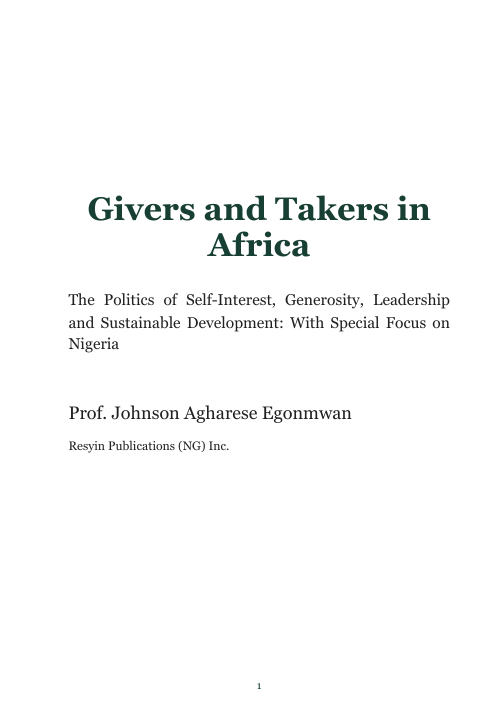 Givers and Takers in
Africa
The Politics of Self-Interest, Generosity, Leadership
and Sustainable Development: With Special Focus on
Nigeria
Prof. Johnson Agharese Egonmwan
Resyin Publications (NG) Inc.
1